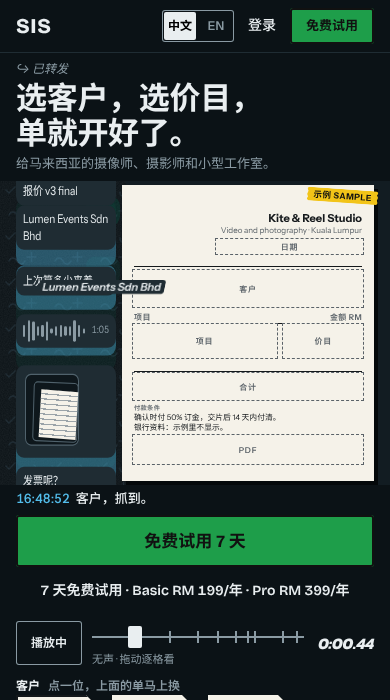 SIS
中文 EN 登录 免费试用
↪ 已转发
选客户，选价目，
单就开好了。
给马来西亚的摄像师、摄影师和小型工作室。
报价 v3 final
Lumen Events Sdn
Bhd
Lumen Events Sdn Bhd
1:05
发票呢?
示例 SAMPLE
Kite & Reel Studio
Video and photography · Kuala Lumpur
日期
客户
项目 金额 RM
项目 价目
合计
付款条件
确认时付 50% 订金，交片后 14 天内付清。
银行资料：示例里不显示。
PDF
16:48:52 客户，抓到。
免费试用 7 天
7 天免费试用 · Basic RM 199/年 · Pro RM 399/年
播放中
0:00.44
无声 · 拖动逐格看
客户 点一位，上面的单马上换